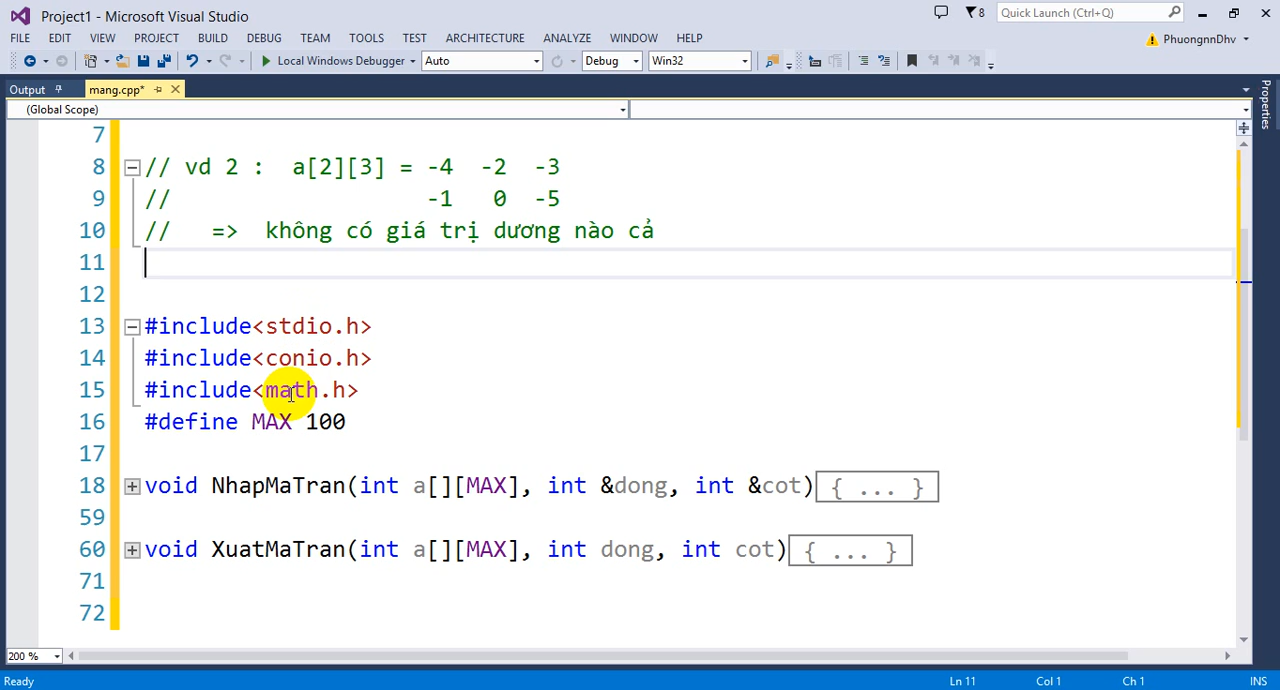 Project1 - Microsoft Visual Studio
8
Quick Launch (Ctrl+Q)
FILE EDIT VIEW PROJECT BUILD DEBUG TEAM TOOLS TEST ARCHITECTURE ANALYZE WINDOW HELP
PhuongnnDhv
Local Windows Debugger Auto Debug Win32
Output mang.cpp*
(Global Scope)
Properties
7
8 // vd 2 : a[2][3] = -4 -2 -3
9 // -1 0 -5
10 // => không có giá trị dương nào cả
11
12
13 #include<stdio.h>
14 #include<conio.h>
15 #include<math.h>
16 #define MAX 100
17
18 void NhapMaTran(int a[][MAX], int &dong, int &cot){ ... }
59
60 void XuatMaTran(int a[][MAX], int dong, int cot){ ... }
71
72
200 %
Ready Ln 11 Col 1 Ch 1 INS